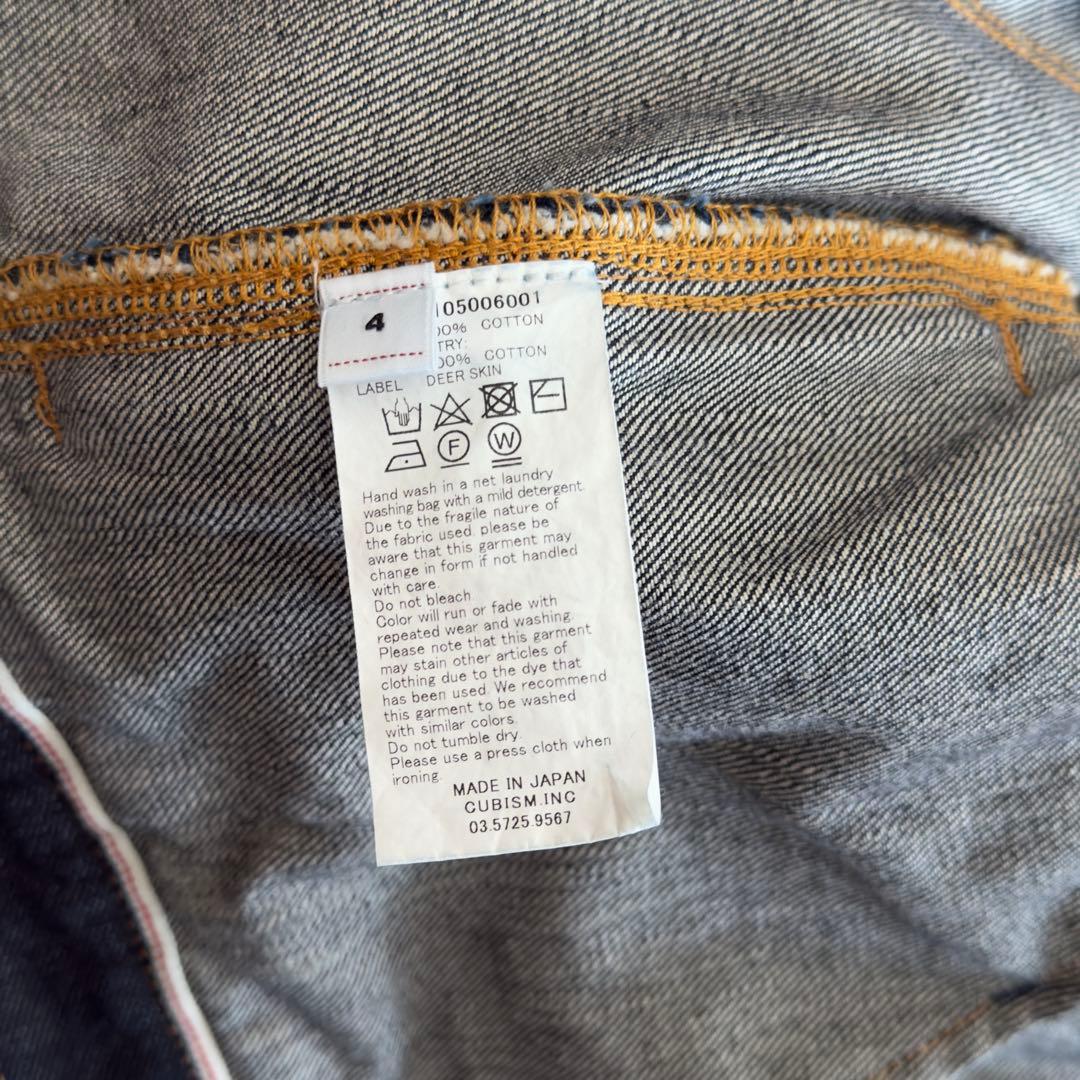 4
105006001
00% COTTON
TRY:
00% COTTON
LABEL DEER SKIN
F W
Hand wash in a net laundry
washing bag with a mild detergent.
Due to the fragile nature of
the fabric used. please be
aware that this garment may
change in form if not handled
with care.
Do not bleach.
Color will run or fade with
repeated wear and washing.
Please note that this garment
may stain other articles of
clothing due to the dye that
has been used. We recommend
this garment to be washed
with similar colors.
Do not tumble dry.
Please use a press cloth when
ironing.
MADE IN JAPAN
CUBISM.INC
03.5725.9567